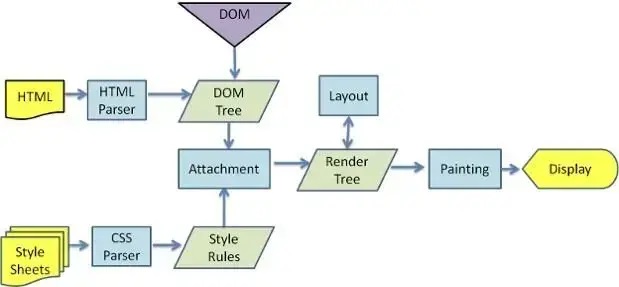 DOM
HTML
HTML
Parser
DOM
Tree
Layout
Attachment
Render
Tree
Painting
Display
Style
Sheets
CSS
Parser
Style
Rules